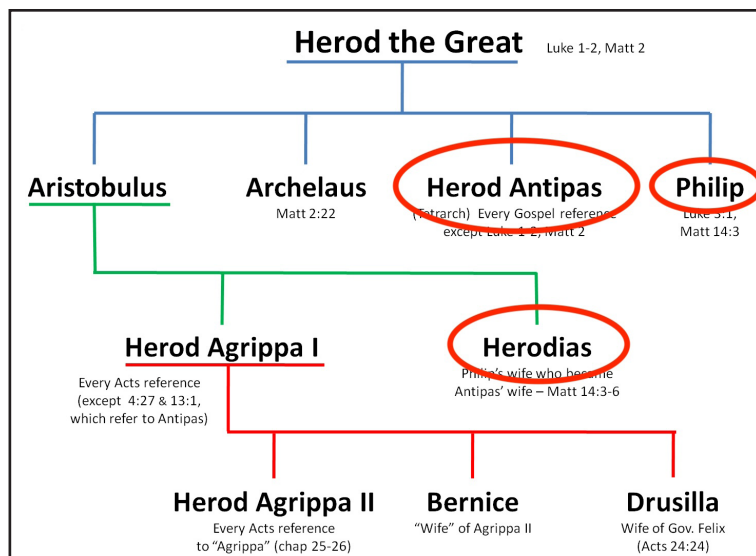 Herod the Great
Luke 1-2, Matt 2
Aristobulus
Archelaus
Matt 2:22
Herod Antipas
(Tetrarch) Every Gospel reference
except Luke 1-2, Matt 2
Philip
Luke 3:1,
Matt 14:3
Herod Agrippa I
Every Acts reference
(except 4:27 & 13:1,
which refer to Antipas)
Herodias
Philip's wife who became
Antipas' wife – Matt 14:3-6
Herod Agrippa II
Every Acts reference
to "Agrippa" (chap 25-26)
Bernice
"Wife" of Agrippa II
Drusilla
Wife of Gov. Felix
(Acts 24:24)